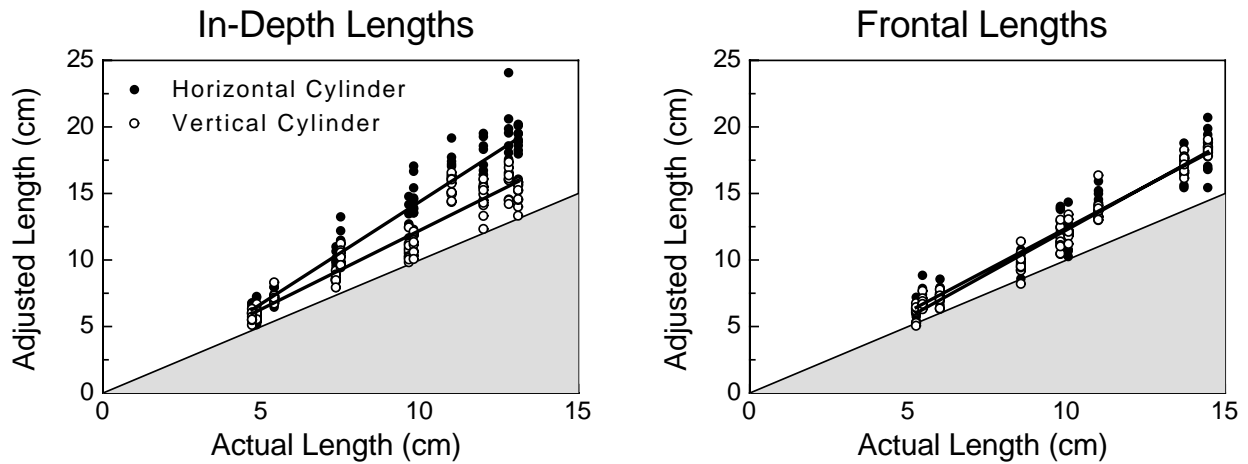 In-Depth Lengths
25
20
15
10
5
0
Adjusted Length (cm)
Horizontal Cylinder
Vertical Cylinder
0 5 10 15
Actual Length (cm)
Frontal Lengths
25
20
15
10
5
0
Adjusted Length (cm)
0 5 10 15
Actual Length (cm)